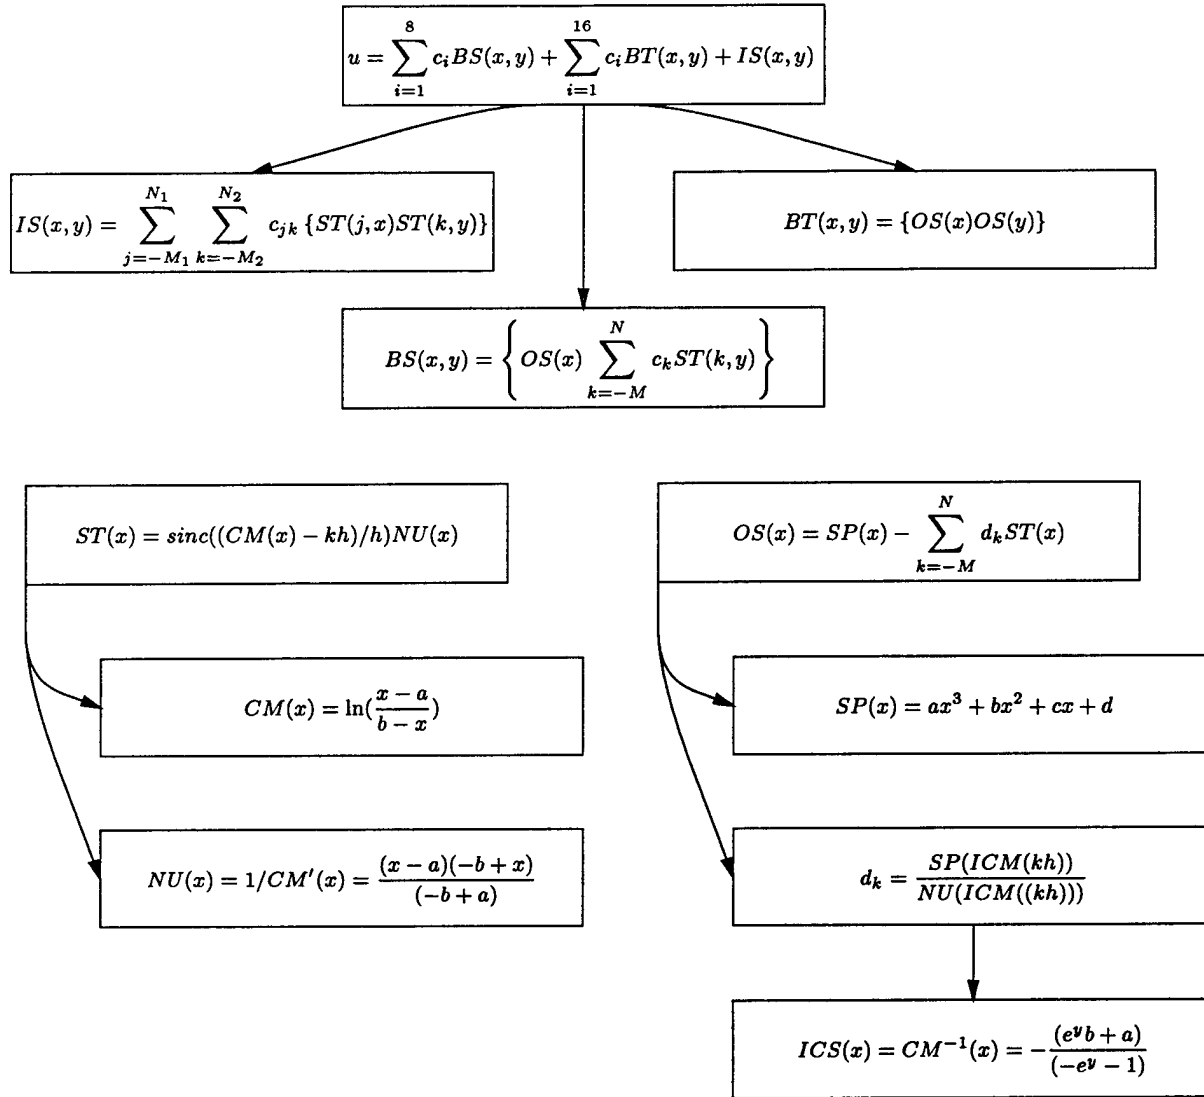 u = \sum_{i=1}^{8} c_i BS(x, y) + \sum_{i=1}^{16} c_i BT(x, y) + IS(x, y)
IS(x, y) = \sum_{j=-M_1}^{N_1} \sum_{k=-M_2}^{N_2} c_{jk} {ST(j, x)ST(k, y)}
BT(x, y) = {OS(x)OS(y)}
BS(x, y) = { OS(x) \sum_{k=-M}^{N} c_k ST(k, y) }
ST(x) = sinc((CM(x) − kh)/h)NU(x)
OS(x) = SP(x) − \sum_{k=-M}^{N} d_k ST(x)
CM(x) = ln(\frac{x − a}{b − x})
SP(x) = ax^3 + bx^2 + cx + d
NU(x) = 1/CM′(x) = \frac{(x − a)(−b + x)}{(−b + a)}
d_k = \frac{SP(ICM(kh))}{NU(ICM((kh)))}
ICS(x) = CM^{−1}(x) = −\frac{(e^y b + a)}{(−e^y − 1)}